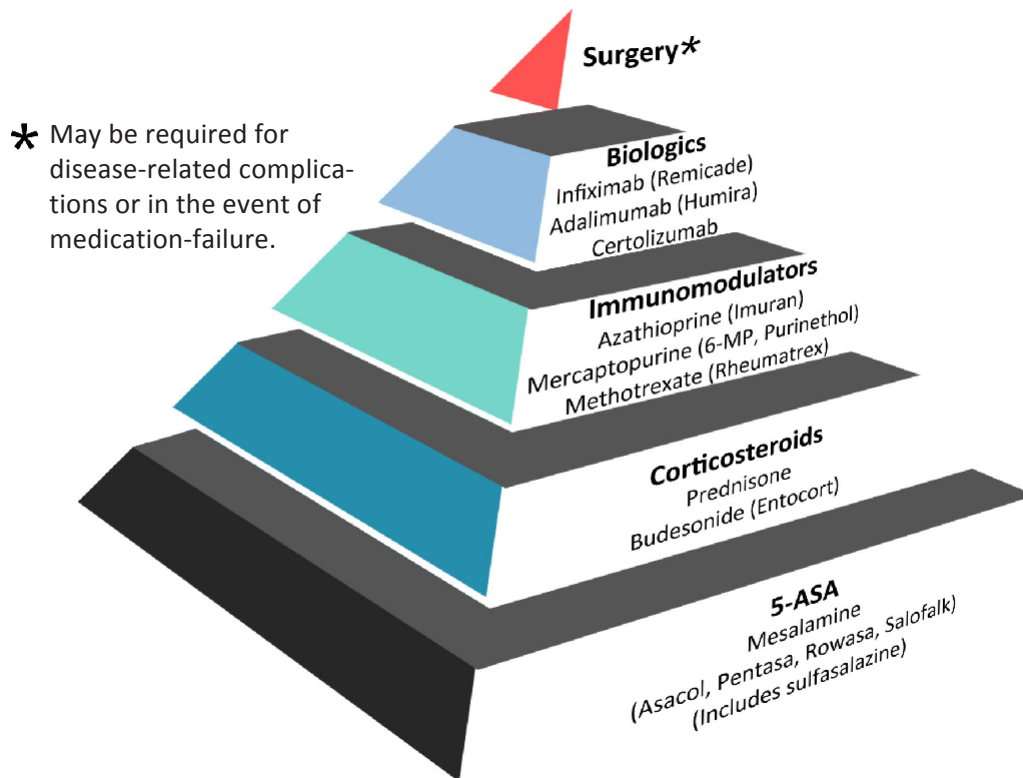 Surgery*
* May be required for
disease-related complica-
tions or in the event of
medication-failure.
Biologics
Infiximab (Remicade)
Adalimumab (Humira)
Certolizumab
Immunomodulators
Azathioprine (Imuran)
Mercaptopurine (6-MP, Purinethol)
Methotrexate (Rheumatrex)
Corticosteroids
Prednisone
Budesonide (Entocort)
5-ASA
Mesalamine
(Asacol, Pentasa, Rowasa, Salofalk)
(Includes sulfasalazine)